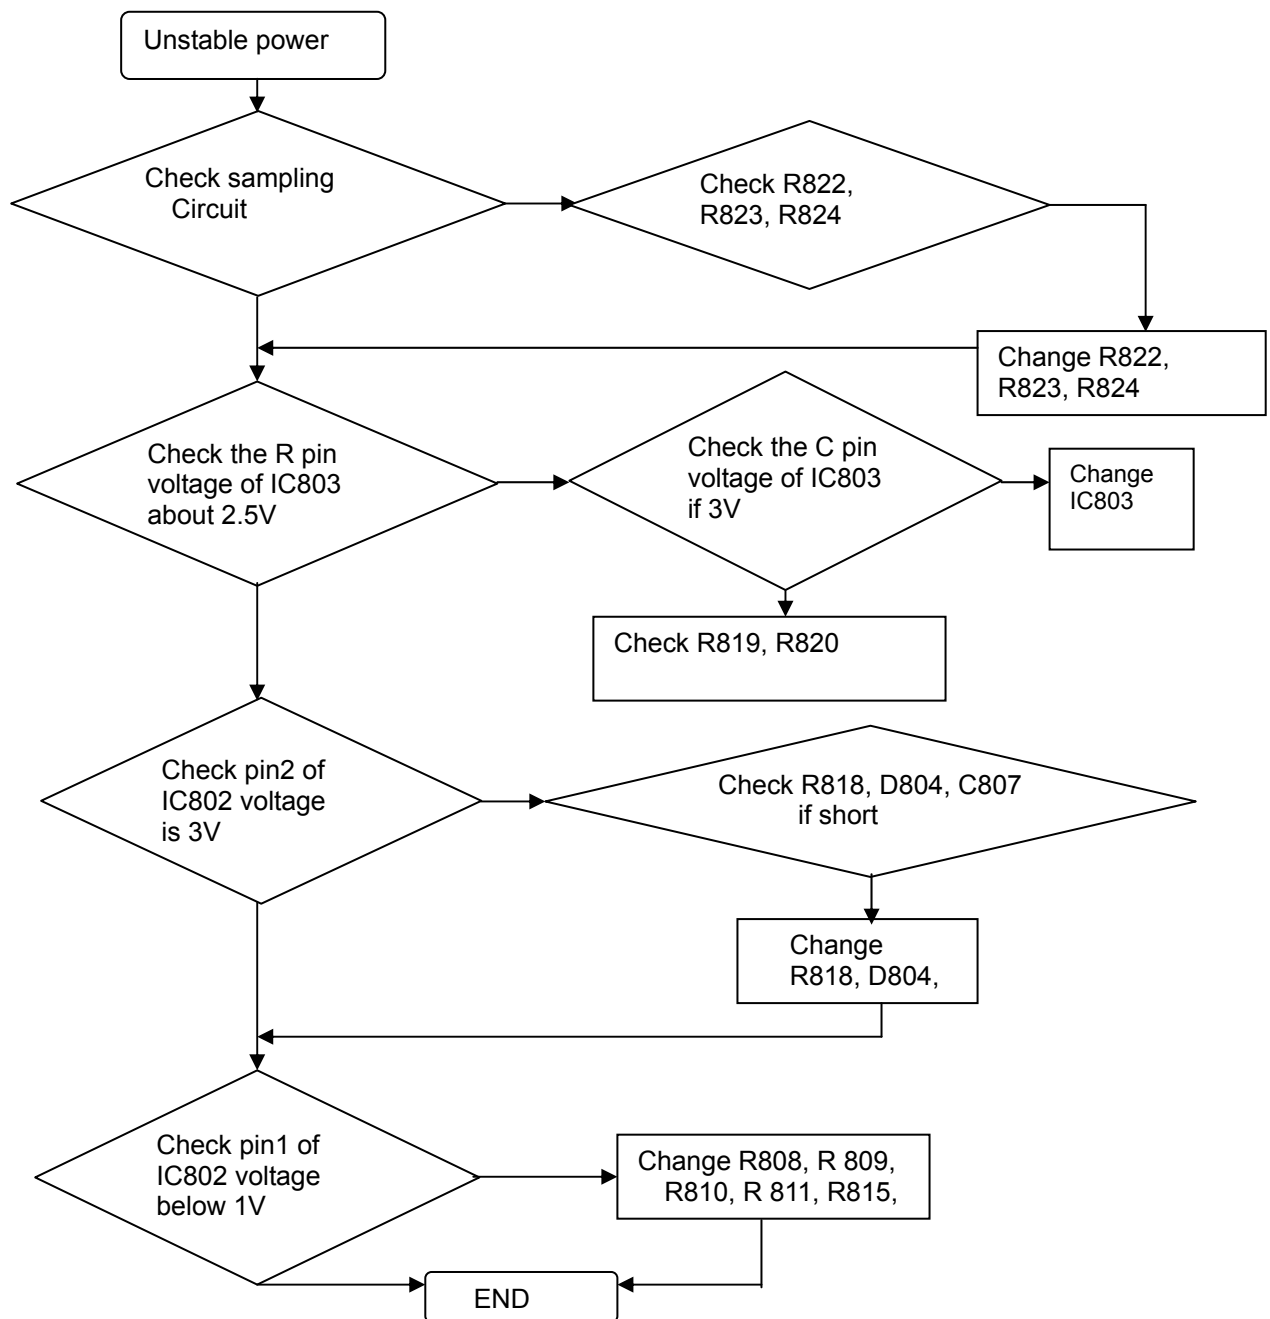 Unstable power
Check sampling
Circuit
Check R822,
R823, R824
Change R822,
R823, R824
Check the R pin
voltage of IC803
about 2.5V
Check the C pin
voltage of IC803
if 3V
Change
IC803
Check R819, R820
Check pin2 of
IC802 voltage
is 3V
Check R818, D804, C807
if short
Change
R818, D804,
Check pin1 of
IC802 voltage
below 1V
Change R808, R 809,
R810, R 811, R815,
END